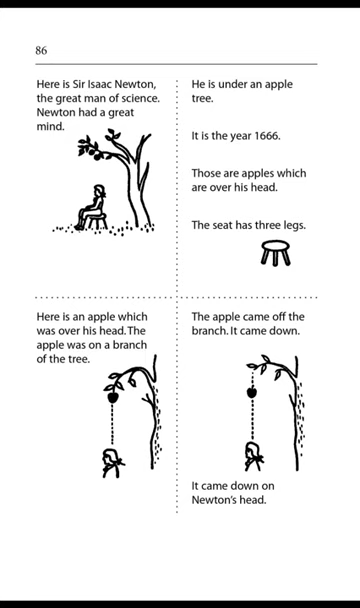 86
Here is Sir Isaac Newton,
the great man of science.
Newton had a great
mind.
He is under an apple
tree.
It is the year 1666.
Those are apples which
are over his head.
The seat has three legs.
Here is an apple which
was over his head. The
apple was on a branch
of the tree.
The apple came off the
branch. It came down.
It came down on
Newton's head.